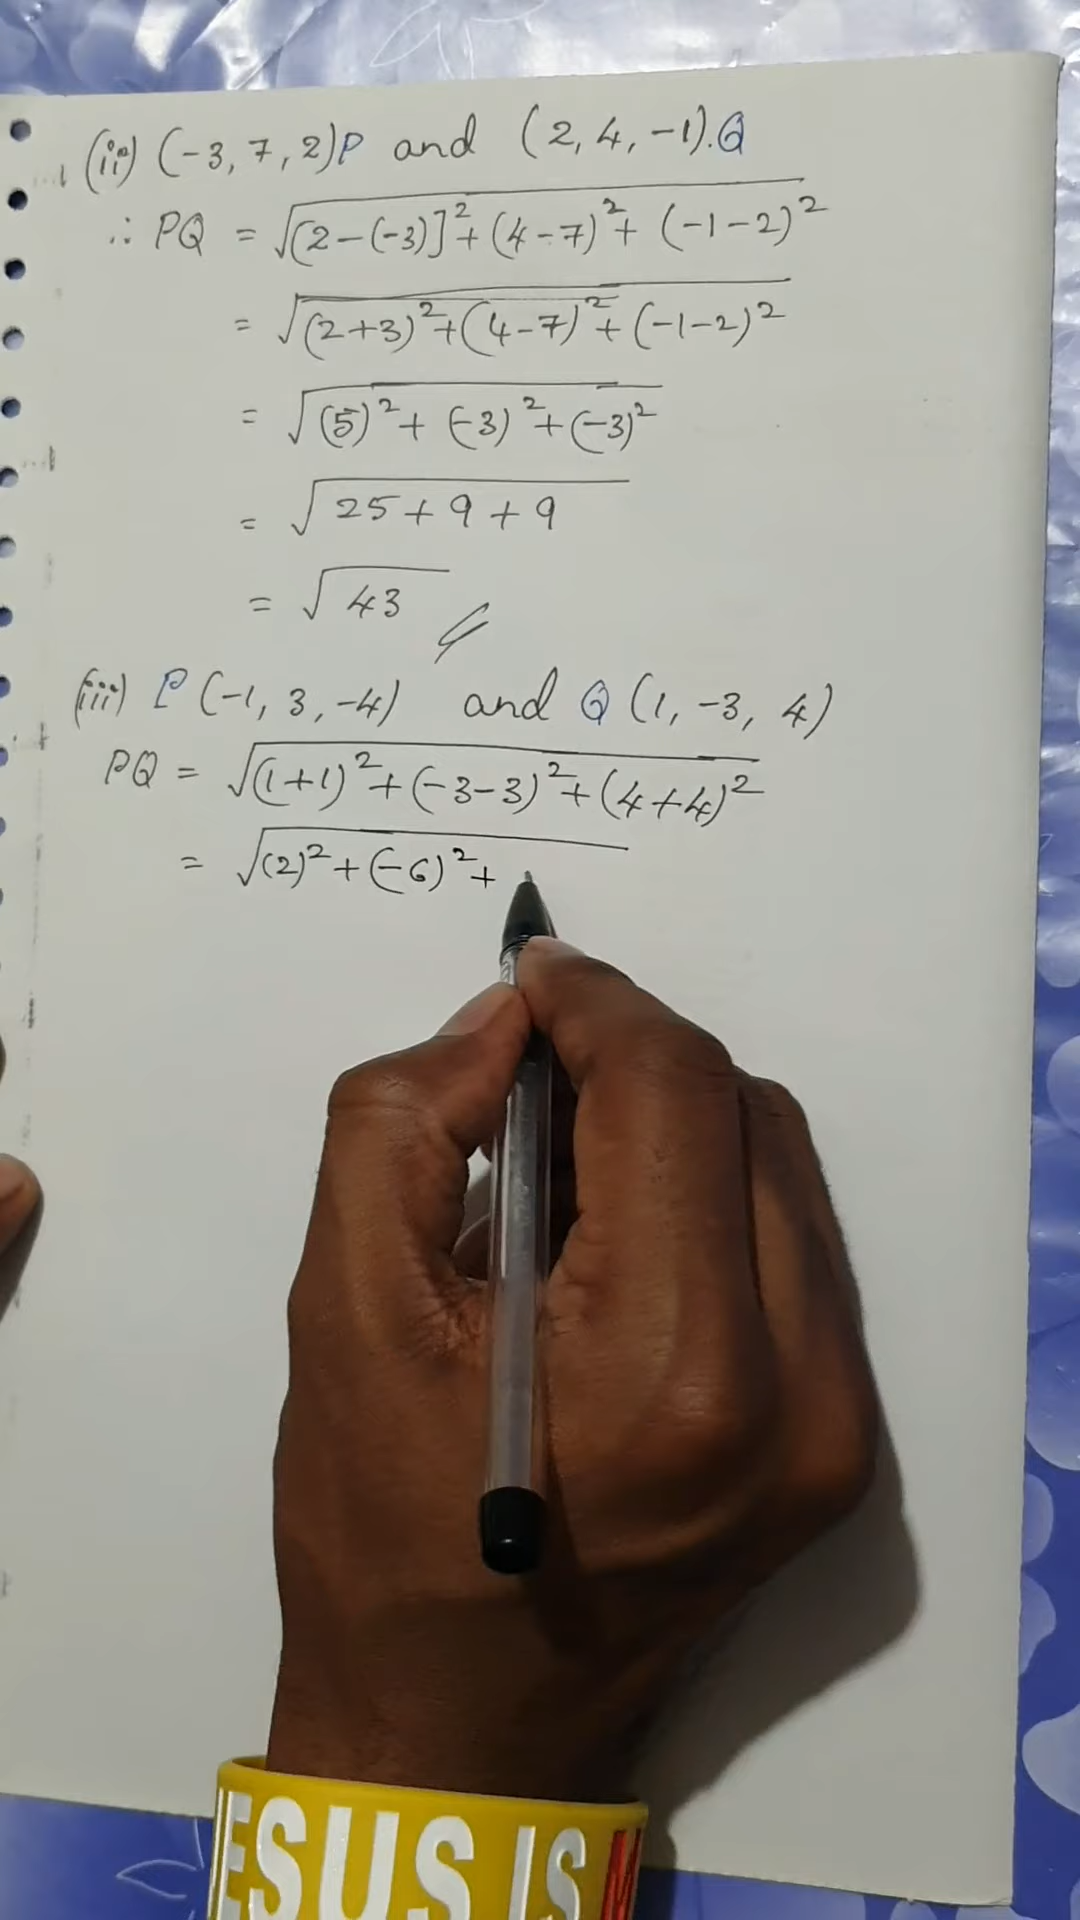 (ii) (-3, 7, 2)P and (2, 4, -1).Q
∴ PQ = √(2-(-3)]²+(4-7)²+(-1-2)²
= √(2+3)²+(4-7)²+(-1-2)²
= √(5)²+(-3)²+(-3)²
= √25+9+9
= √43
(iii) P(-1, 3, -4) and Q(1, -3, 4)
PQ = √(1+1)²+(-3-3)²+(4+4)²
= √(2)²+(-6)²+
ESUS IS